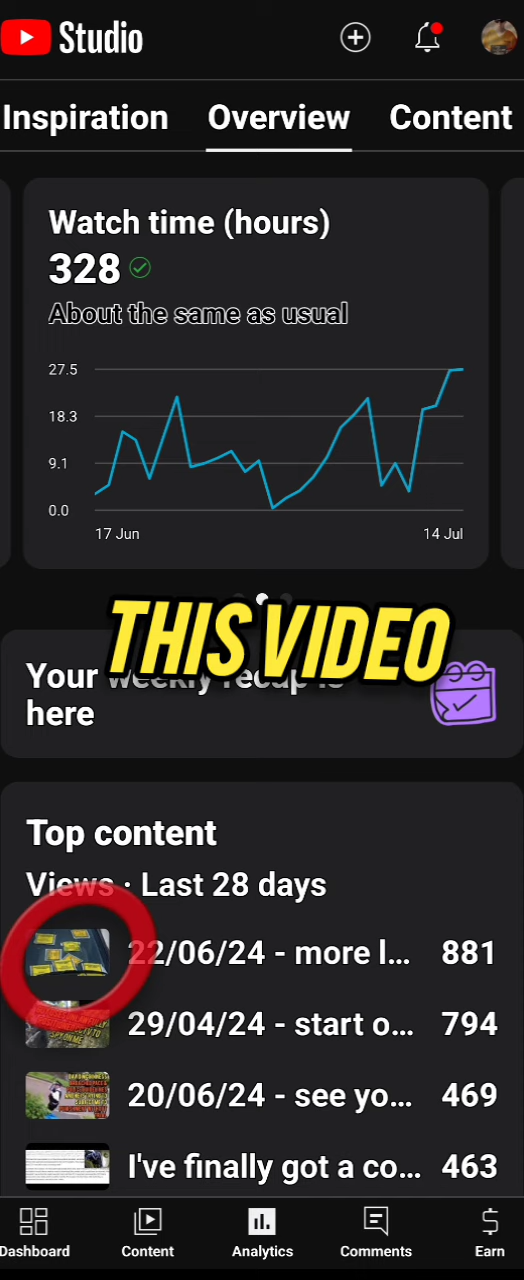 Studio
Inspiration Overview Content
Watch time (hours)
328
About the same as usual
27.5
18.3
9.1
0.0
17 Jun 14 Jul
THIS VIDEO
Your weekly recap is
here
Top content
Views · Last 28 days
22/06/24 - more l... 881
29/04/24 - start o... 794
20/06/24 - see yo... 469
I've finally got a co... 463
Dashboard Content Analytics Comments Earn